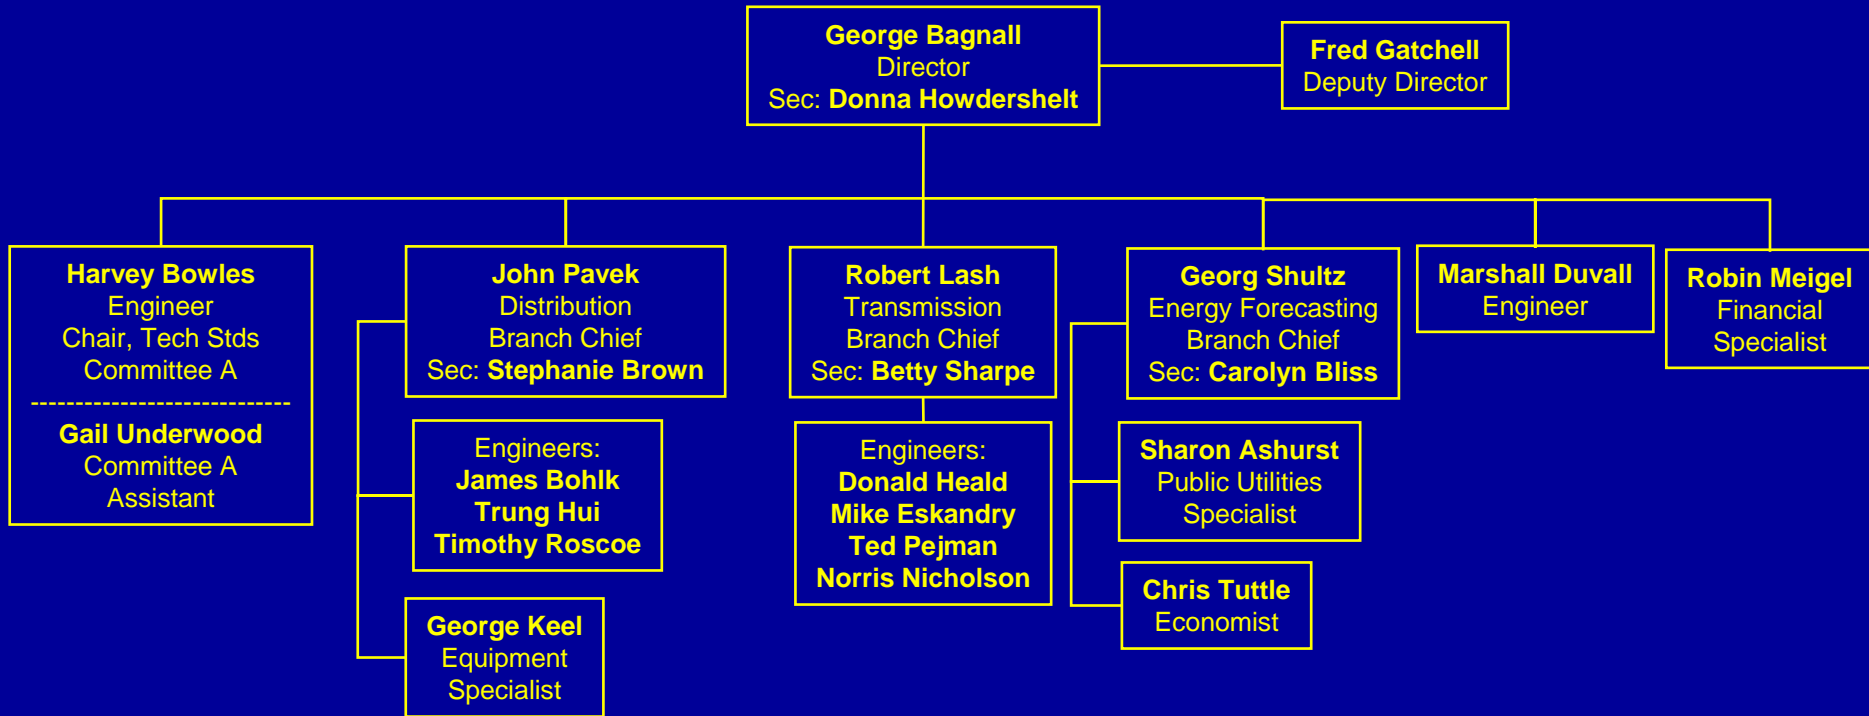 George Bagnall
Director
Sec: Donna Howdershelt
Fred Gatchell
Deputy Director
Harvey Bowles
Engineer
Chair, Tech Stds
Committee A
-----------------------------
Gail Underwood
Committee A
Assistant
John Pavek
Distribution
Branch Chief
Sec: Stephanie Brown
Engineers:
James Bohlk
Trung Hui
Timothy Roscoe
George Keel
Equipment
Specialist
Robert Lash
Transmission
Branch Chief
Sec: Betty Sharpe
Engineers:
Donald Heald
Mike Eskandry
Ted Pejman
Norris Nicholson
Georg Shultz
Energy Forecasting
Branch Chief
Sec: Carolyn Bliss
Sharon Ashurst
Public Utilities
Specialist
Chris Tuttle
Economist
Marshall Duvall
Engineer
Robin Meigel
Financial
Specialist